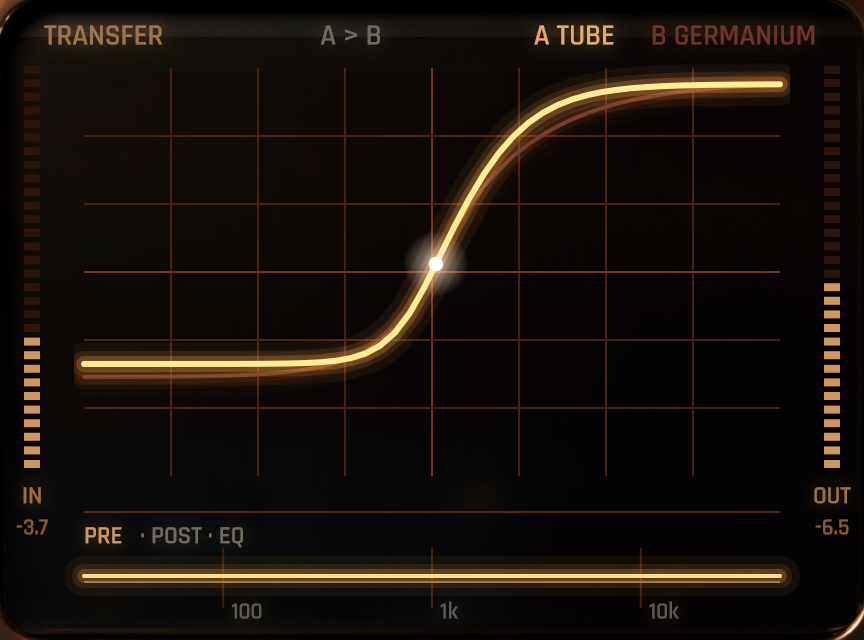 TRANSFER A > B A TUBE B GERMANIUM
IN OUT
-3.7 -6.5
PRE · POST · EQ
100 1k 10k